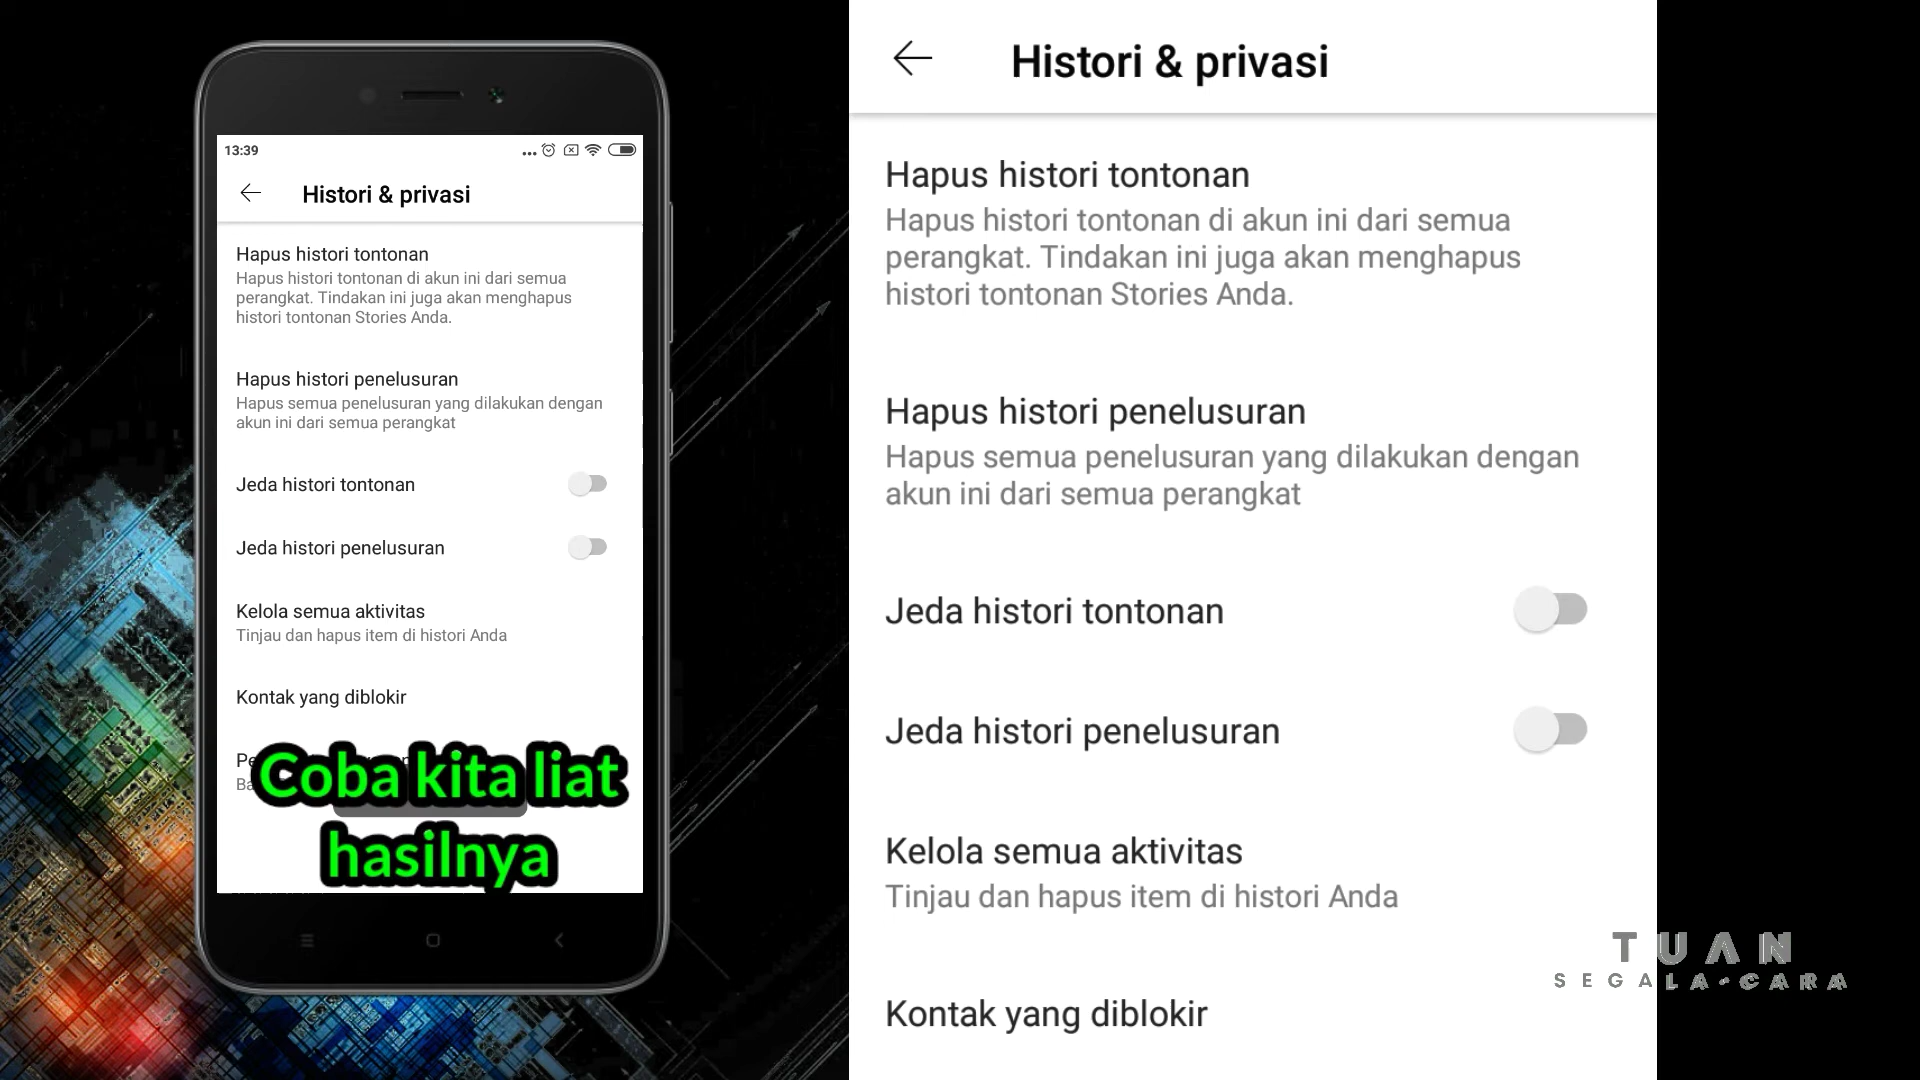 13:39
Histori & privasi
Hapus histori tontonan
Hapus histori tontonan di akun ini dari semua
perangkat. Tindakan ini juga akan menghapus
histori tontonan Stories Anda.
Hapus histori penelusuran
Hapus semua penelusuran yang dilakukan dengan
akun ini dari semua perangkat
Jeda histori tontonan
Jeda histori penelusuran
Kelola semua aktivitas
Tinjau dan hapus item di histori Anda
Kontak yang diblokir
Coba kita liat
hasilnya
Histori & privasi
Hapus histori tontonan
Hapus histori tontonan di akun ini dari semua
perangkat. Tindakan ini juga akan menghapus
histori tontonan Stories Anda.
Hapus histori penelusuran
Hapus semua penelusuran yang dilakukan dengan
akun ini dari semua perangkat
Jeda histori tontonan
Jeda histori penelusuran
Kelola semua aktivitas
Tinjau dan hapus item di histori Anda
Kontak yang diblokir
TUAN
SEGALA-CARA